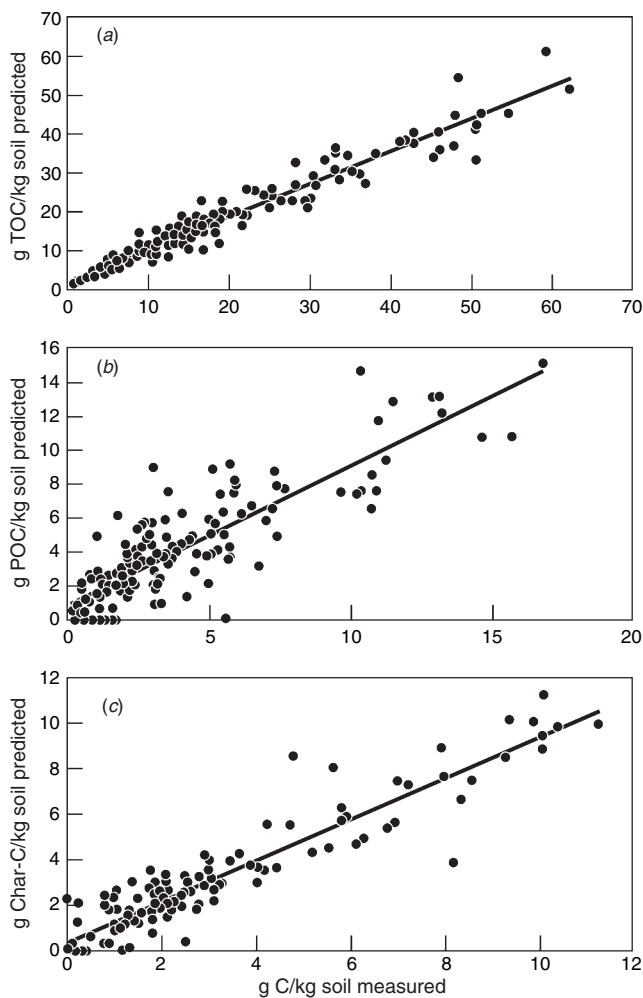 (a)
70
60
50
40
30
20
10
0
g TOC/kg soil predicted
0 10 20 30 40 50 60 70
(b)
16
14
12
10
8
6
4
2
0
g POC/kg soil predicted
0 5 10 15 20
(c)
12
10
8
6
4
2
0
g Char-C/kg soil predicted
0 2 4 6 8 10 12
g C/kg soil measured